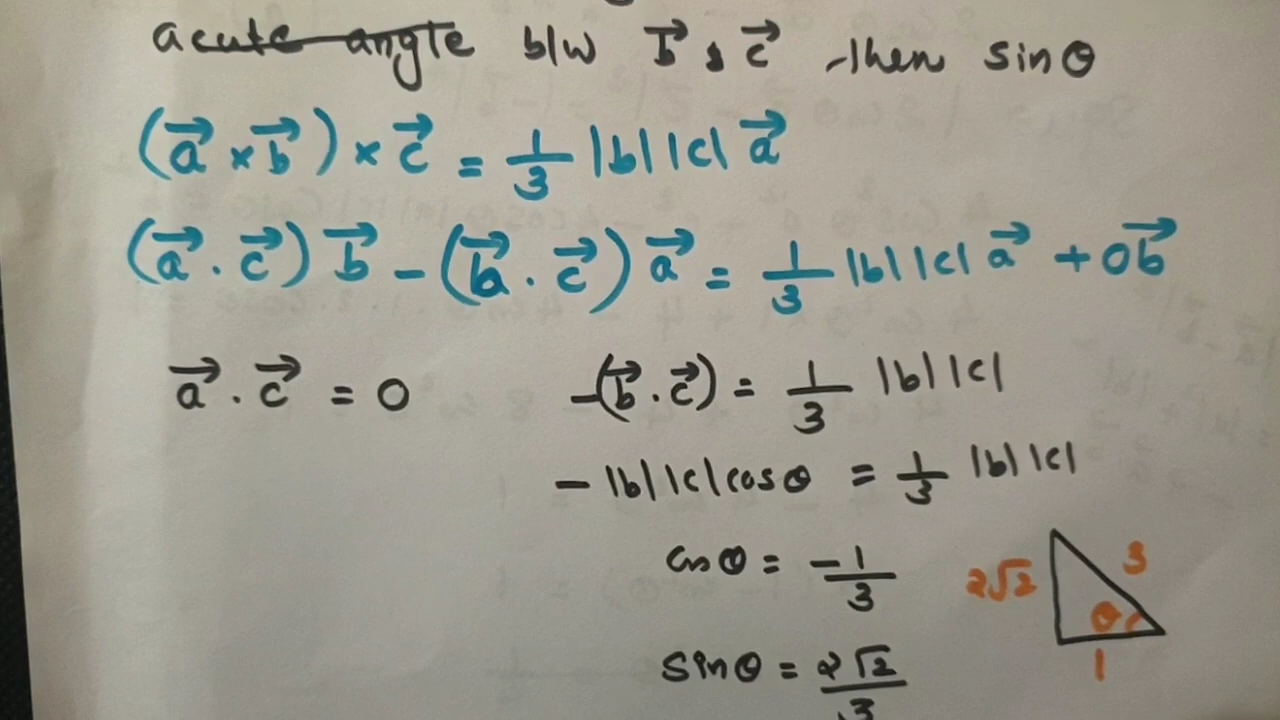 acute angle b/w b⃗ & c⃗ then sinθ
(a⃗ × b⃗) × c⃗ = 1/3 |b| |c| a⃗
(a⃗ . c⃗) b⃗ - (b⃗ . c⃗) a⃗ = 1/3 |b| |c| a⃗ + 0b⃗
a⃗ . c⃗ = 0
-(b⃗ . c⃗) = 1/3 |b| |c|
- |b| |c| cosθ = 1/3 |b| |c|
cosθ = -1/3
sinθ = 2√2/3
2√2
3
θ
1